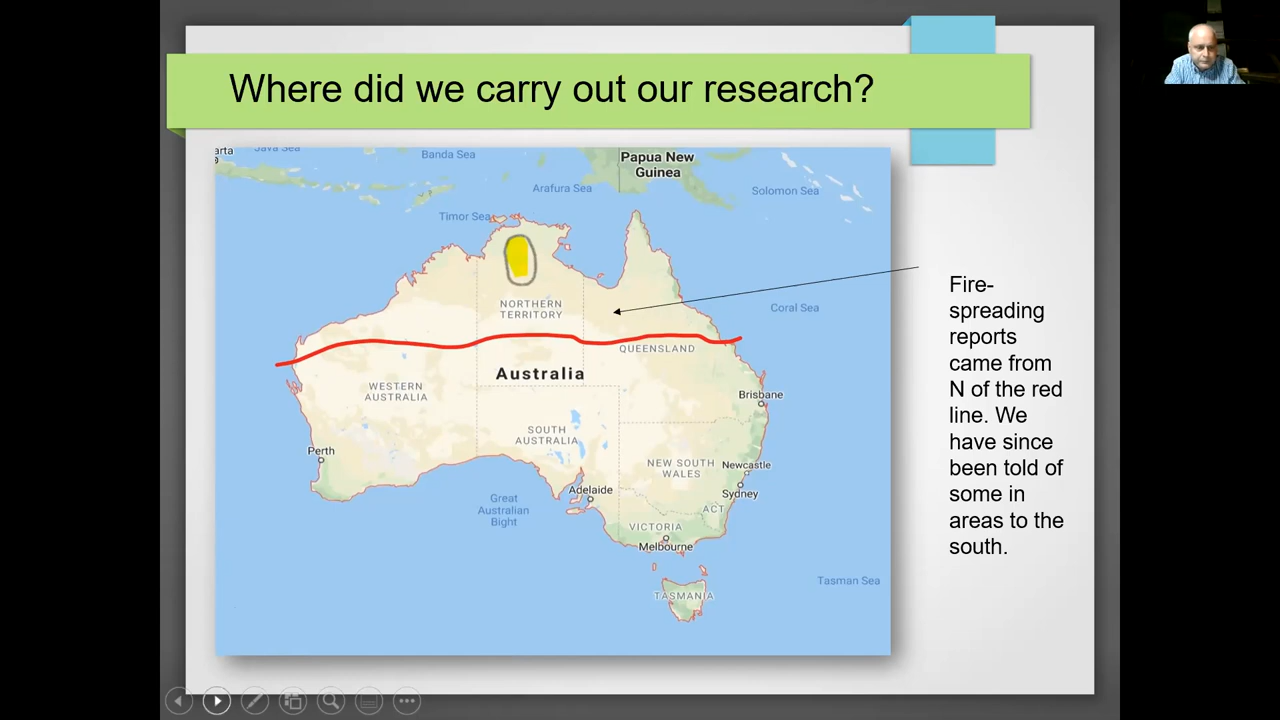 Where did we carry out our research?
arta
Java Sea
Banda Sea
Papua New
Guinea
Arafura Sea
Solomon Sea
Timor Sea
NORTHERN
TERRITORY
Coral Sea
QUEENSLAND
Australia
WESTERN
AUSTRALIA
Brisbane
SOUTH
AUSTRALIA
Perth
NEW SOUTH
WALES
Newcastle
Adelaide
Sydney
Great
Australian
Bight
ACT
VICTORIA
Melbourne
Tasman Sea
TASMANIA
Fire-
spreading
reports
came from
N of the red
line. We
have since
been told of
some in
areas to the
south.